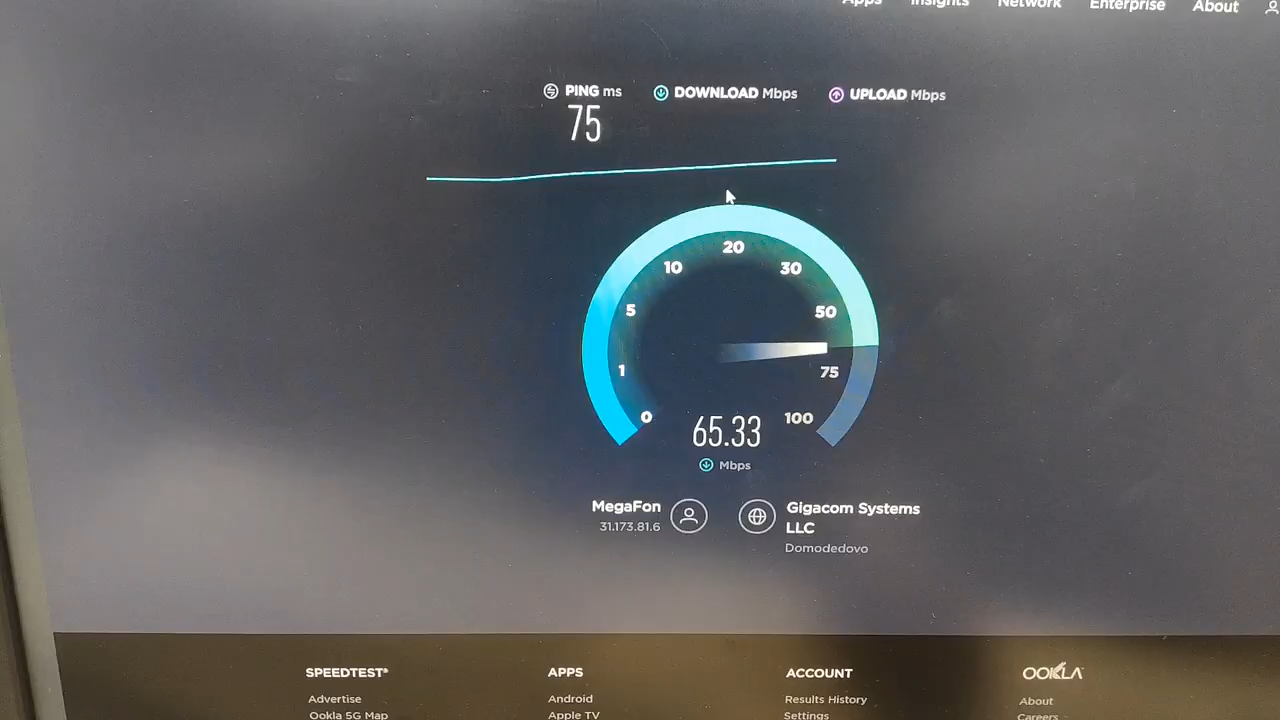 Apps Insights Network Enterprise About
PING ms DOWNLOAD Mbps UPLOAD Mbps
75
20
10 30
5 50
1 75
0 100
65.33
Mbps
MegaFon
31.173.81.6
Gigacom Systems
LLC
Domodedovo
SPEEDTEST® APPS ACCOUNT OOKLA
Advertise Android Results History About
Ookla 5G Map Apple TV Settings Careers